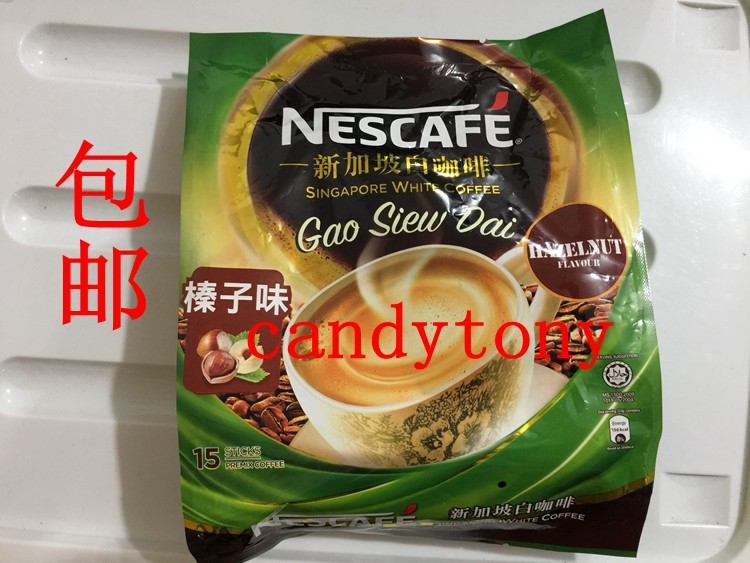 包邮
NESCAFÉ
新加坡白咖啡
SINGAPORE WHITE COFFEE
Gao Siew Dai
HAZELNUT
FLAVOUR
榛子味
candytony
15 STICKS
PREMIX COFFEE
Energy
NESCAFÉ
新加坡白咖啡
WHITE COFFEE